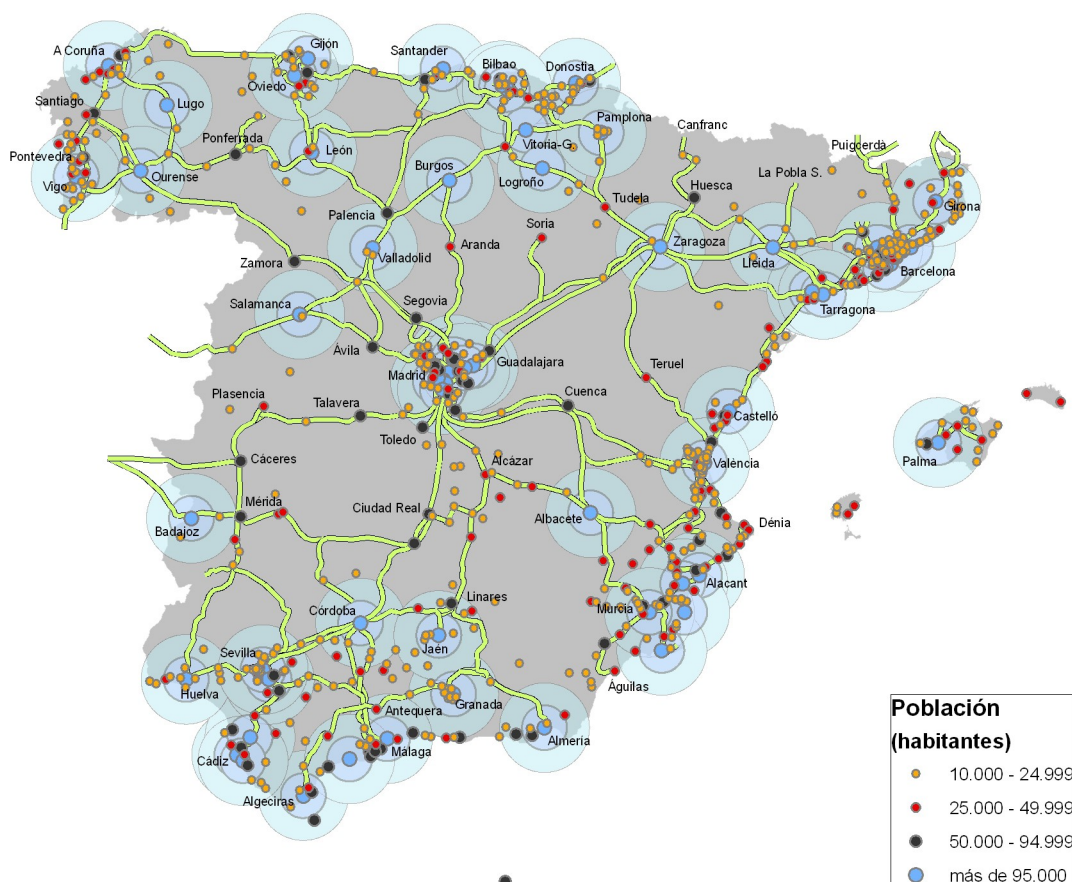 Gijón
A Coruña
Santander
Bilbao
Donostia
Oviedo
Lugo
Santiago
Ponferrada
Pamplona
Canfranc
Puigcerdà
Pontevedra
León
Vitoria-G.
Vigo
Ourense
Burgos
Logroño
La Pobla S.
Huesca
Tudela
Girona
Palencia
Soria
Aranda
Zaragoza
Valladolid
Zamora
Lleida
Barcelona
Salamanca
Segovia
Tarragona
Ávila
Guadalajara
Madrid
Teruel
Plasencia
Talavera
Cuenca
Castelló
Toledo
Cáceres
Alcázar
València
Palma
Mérida
Ciudad Real
Albacete
Dénia
Badajoz
Alacant
Linares
Córdoba
Murcia
Jaén
Sevilla
Águilas
Huelva
Granada
Antequera
Almería
Cádiz
Málaga
Algeciras
Población
(habitantes)
10.000 - 24.999
25.000 - 49.999
50.000 - 94.999
más de 95.000